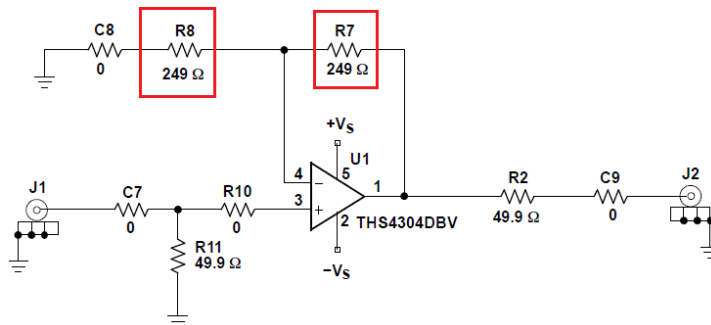 C8
0
R8
249 Ω
R7
249 Ω
+VS
U1
4
5
−
1
3
+
2
THS4304DBV
−VS
J1
C7
0
R10
0
R11
49.9 Ω
R2
49.9 Ω
C9
0
J2